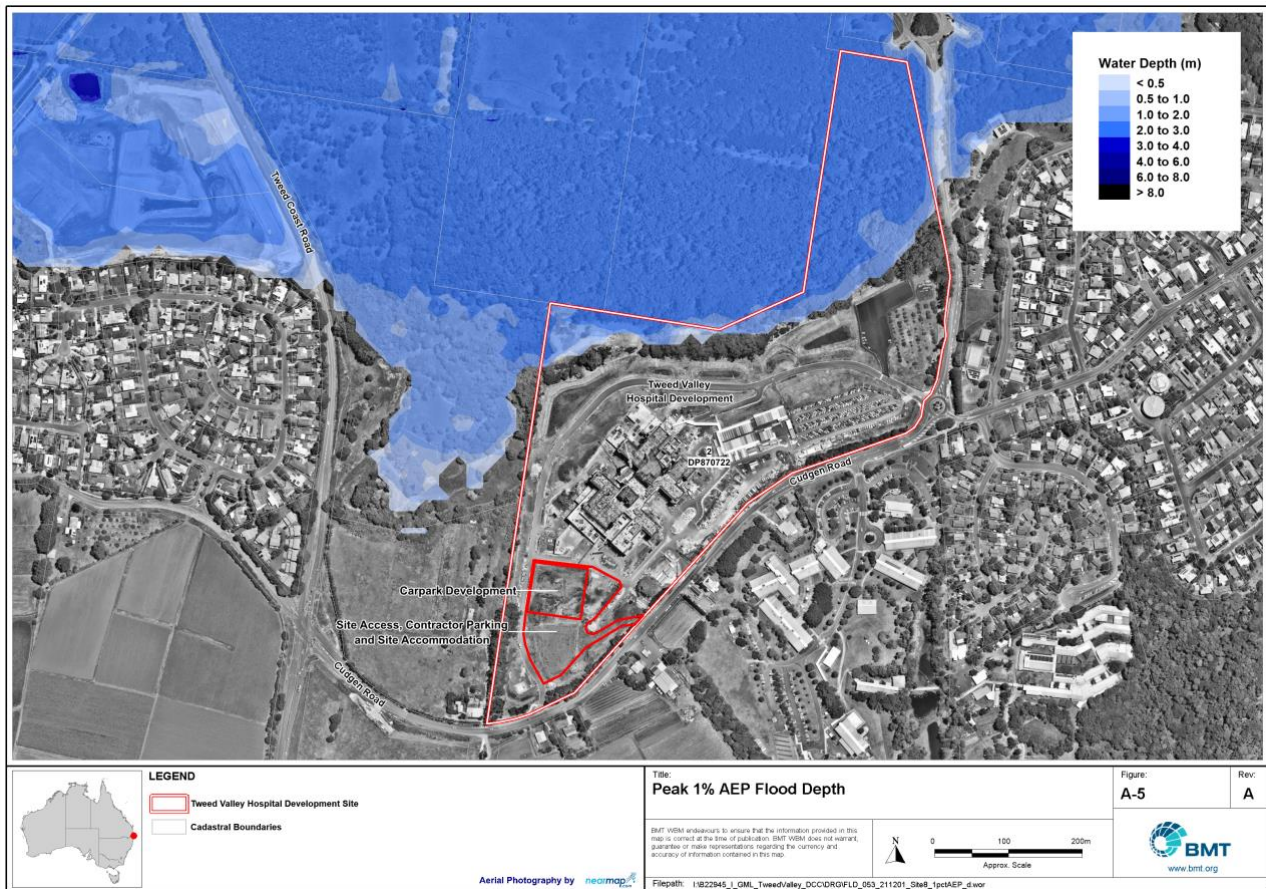 Water Depth (m)
< 0.5
0.5 to 1.0
1.0 to 2.0
2.0 to 3.0
3.0 to 4.0
4.0 to 6.0
6.0 to 8.0
> 8.0
Tweed Coast Road
Tweed Valley
Hospital Development
2
DP870722
Cudgen Road
Carpark Development
Site Access, Contractor Parking
and Site Accommodation
Cudgen Road
LEGEND
Tweed Valley Hospital Development Site
Cadastral Boundaries
Aerial Photography by nearmap.com
Title:
Peak 1% AEP Flood Depth
Figure:
A-5
Rev:
A
BMT WBM endeavours to ensure that the information provided in this
map is correct at the time of publication. BMT WBM does not warrant,
guarantee or make representations regarding the currency and
accuracy of information contained in this map.
N
0 100 200m
Approx. Scale
BMT
www.bmt.org
Filepath: I:\B22945_I_GML_TweedValley_DCC\DRG\FLD_053_211201_Site8_1pctAEP_d.wor